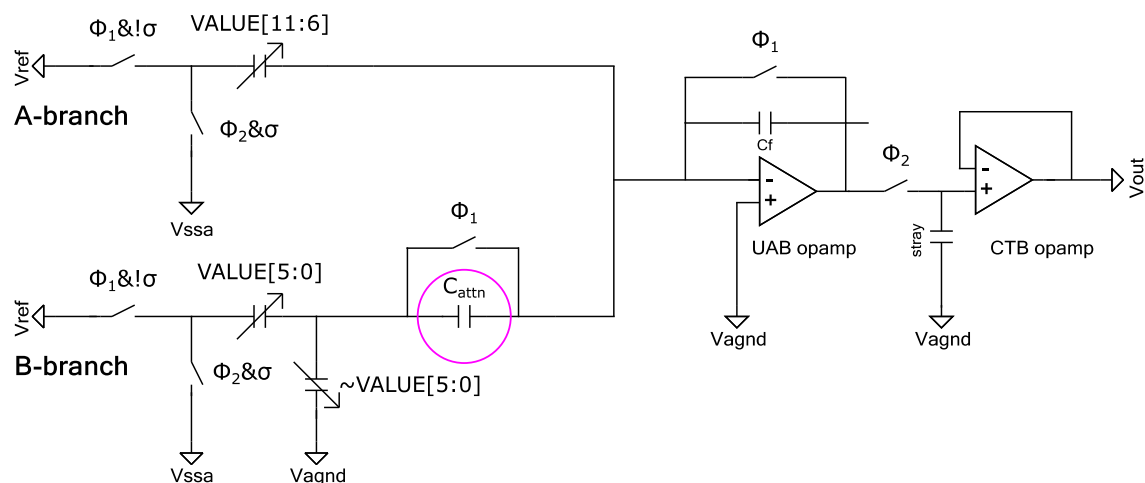 Φ₁&!σ
VALUE[11:6]
Vref
A-branch
Φ₂&σ
Vssa
Φ₁
Cf
-
+
UAB opamp
Vagnd
Φ₂
-
+
CTB opamp
stray
Vagnd
Vout
Φ₁&!σ
VALUE[5:0]
Vref
B-branch
Φ₂&σ
Vssa
~VALUE[5:0]
Vagnd
Φ₁
Cattn